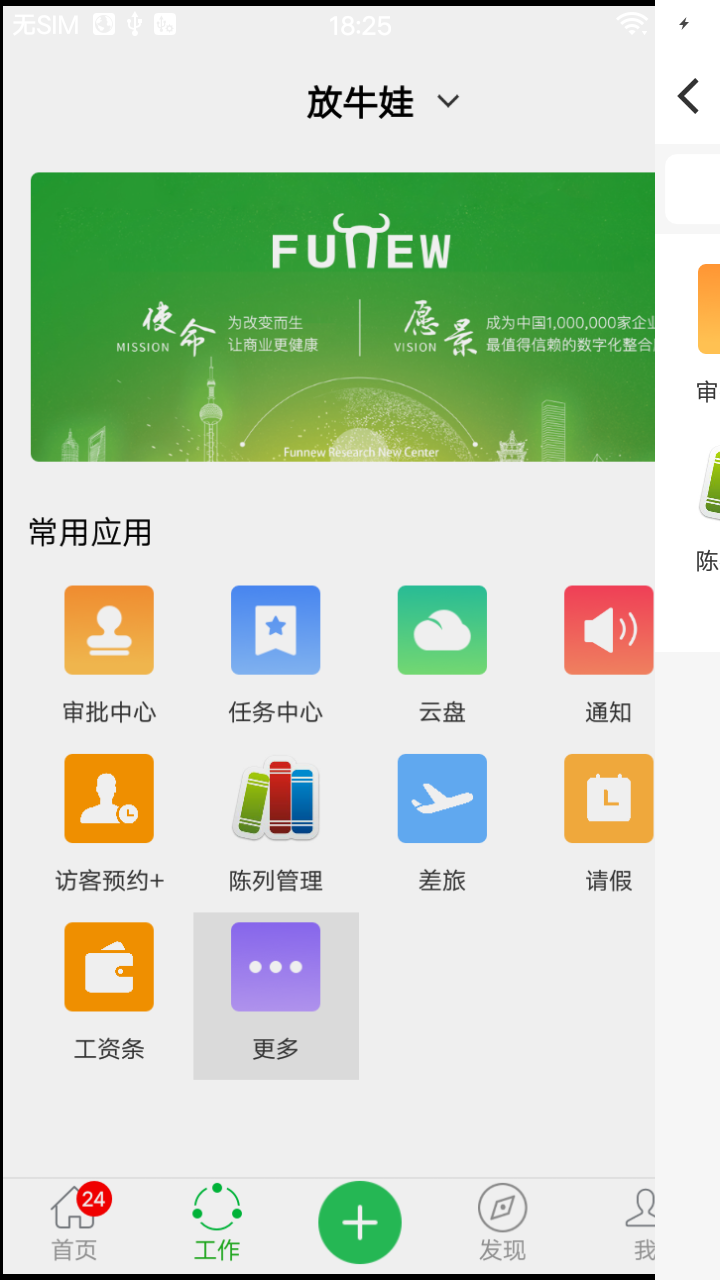 无SIM 18:25
放牛娃
FUNEW
使命 MISSION
为改变而生
让商业更健康
愿景 VISION
成为中国1,000,000家企业
最值得信赖的数字化整合
Funnew Research New Center
常用应用
审批中心 任务中心 云盘 通知
访客预约+ 陈列管理 差旅 请假
工资条 更多
24
首页 工作 发现 我
审
陈